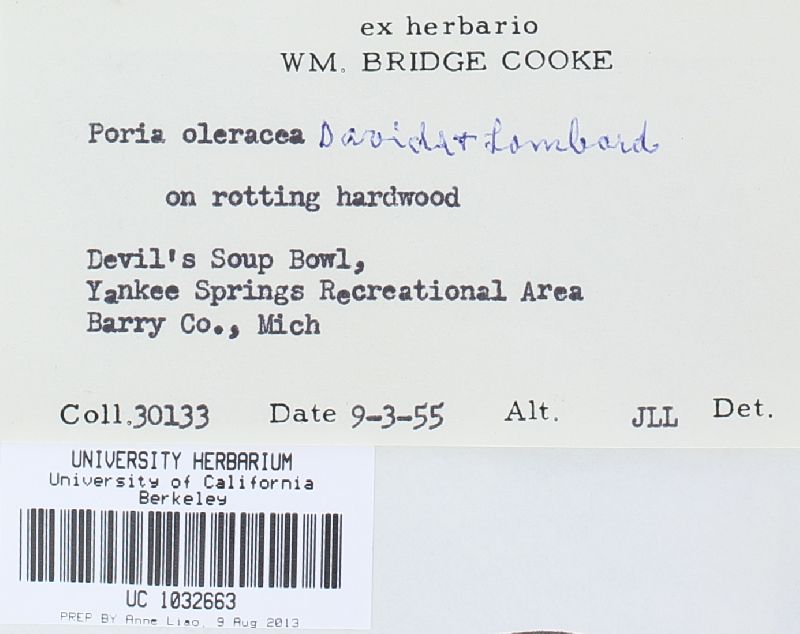 ex herbario
WM. BRIDGE COOKE
Poria oleracea Davids + Lombard
on rotting hardwood
Devil's Soup Bowl,
Yankee Springs Recreational Area
Barry Co., Mich
Coll. 30133 Date 9-3-55 Alt. JLL Det.
UNIVERSITY HERBARIUM
University of California
Berkeley
UC 1032663
PREP BY Anne Liao, 9 Aug 2013